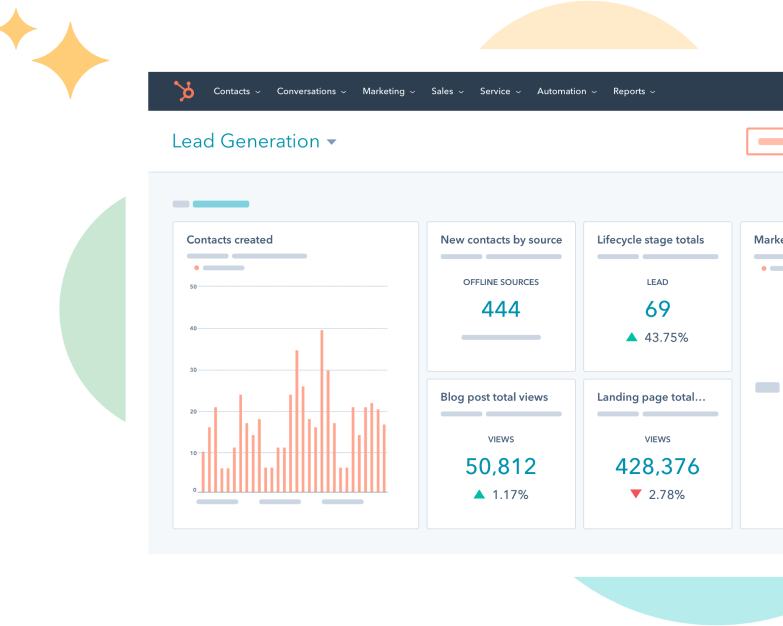 Contacts Conversations Marketing Sales Service Automation Reports
Lead Generation
Contacts created
50
40
30
20
10
0
New contacts by source
OFFLINE SOURCES
444
Lifecycle stage totals
LEAD
69
43.75%
Marke
Blog post total views
VIEWS
50,812
1.17%
Landing page total...
VIEWS
428,376
2.78%